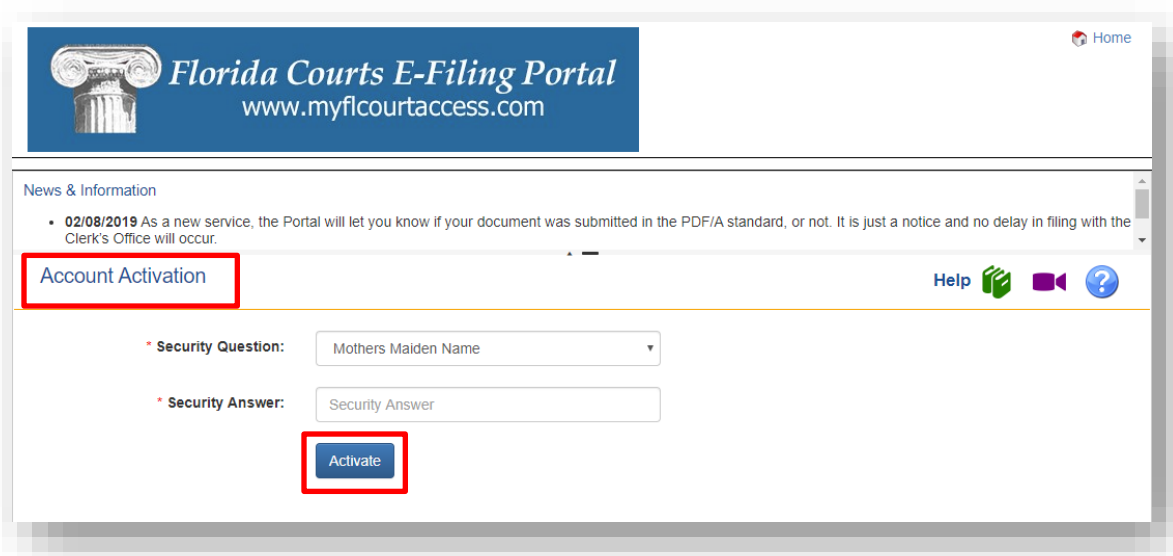 Home
Florida Courts E-Filing Portal
www.myflcourtaccess.com
News & Information
• 02/08/2019 As a new service, the Portal will let you know if your document was submitted in the PDF/A standard, or not. It is just a notice and no delay in filing with the
Clerk's Office will occur.
Account Activation
Help ?
* Security Question: Mothers Maiden Name
* Security Answer: Security Answer
Activate